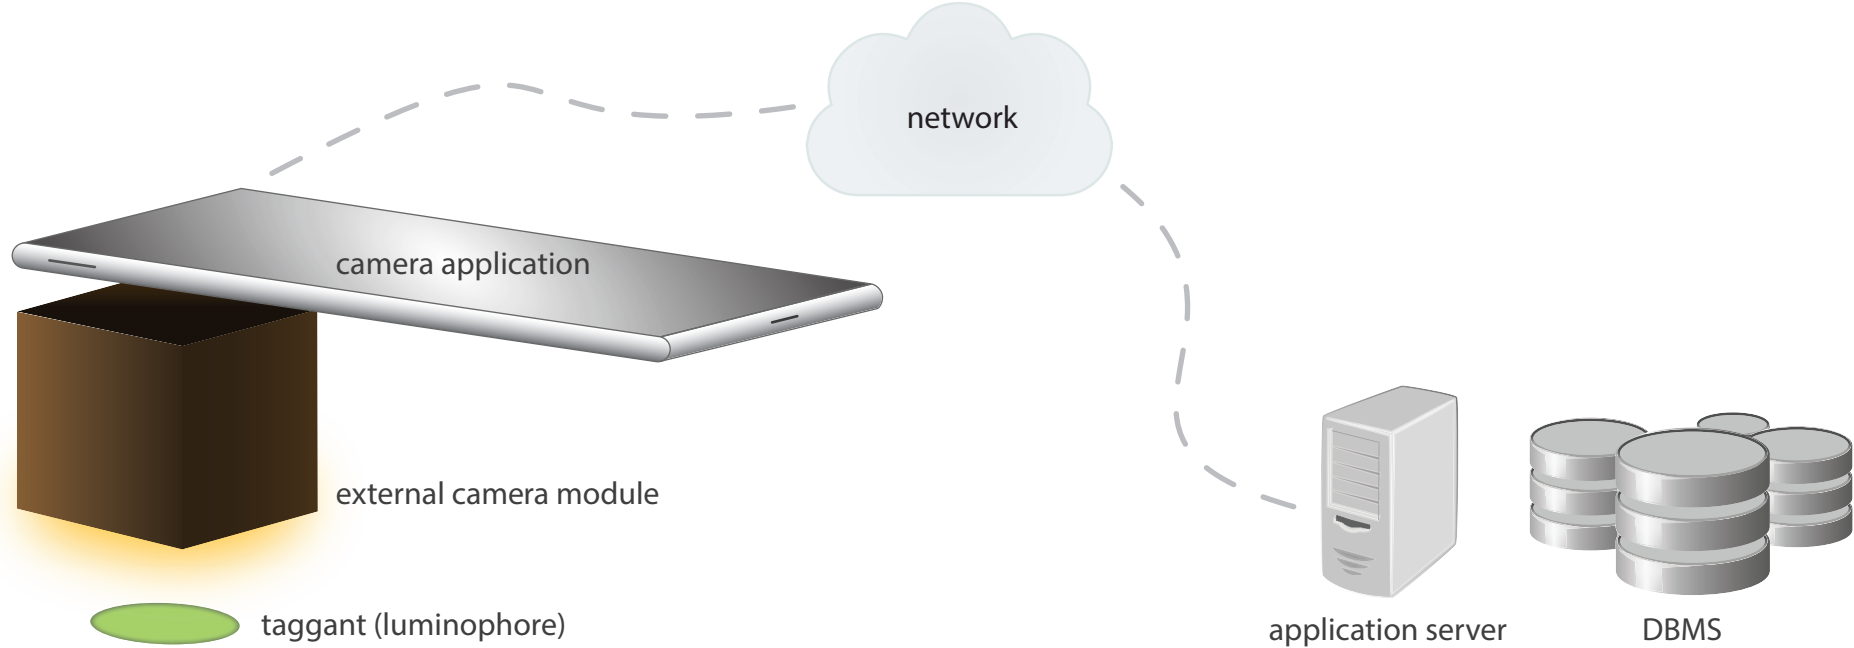 network
camera application
external camera module
taggant (luminophore)
application server
DBMS